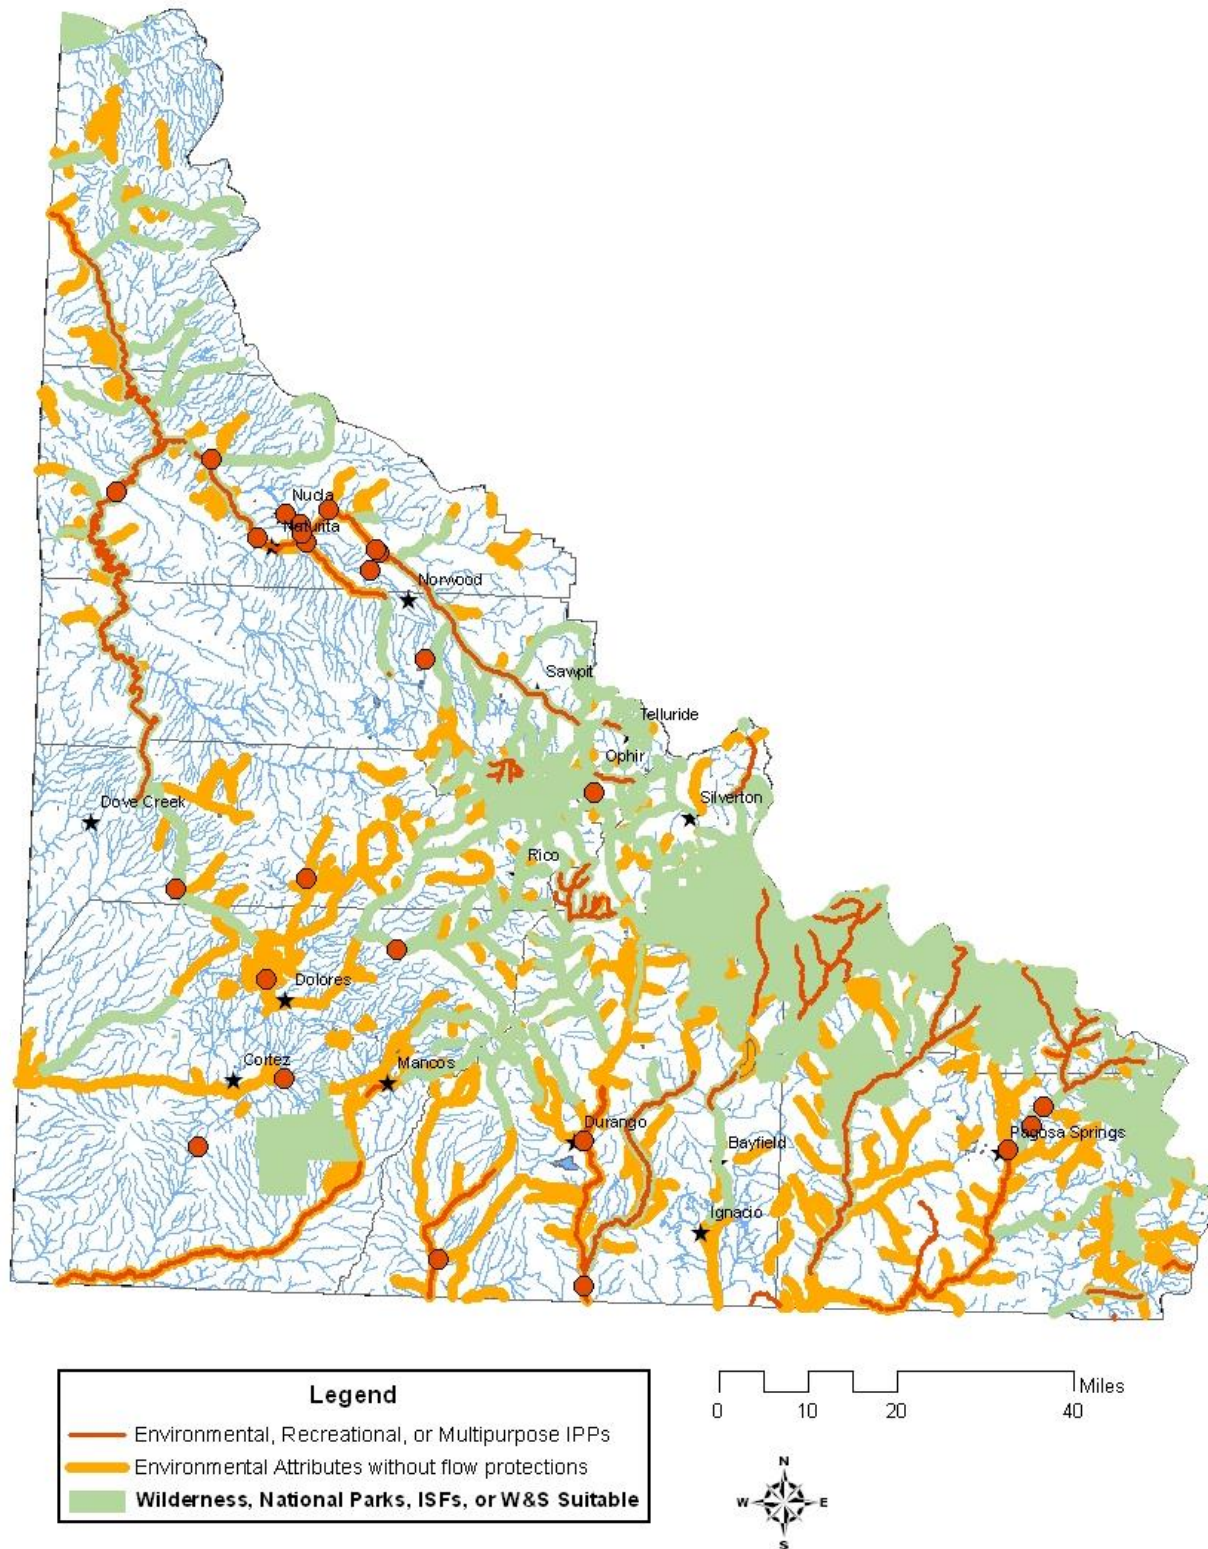 Nucla
Naturita
Norwood
Sawpit
Telluride
Ophir
Silverton
Dove Creek
Rico
Dolores
Cortez
Mancos
Durango
Bayfield
Pagosa Springs
Ignacio
Legend
Environmental, Recreational, or Multipurpose IPPs
Environmental Attributes without flow protections
Wilderness, National Parks, ISFs, or W&S Suitable
Miles
0 10 20 40
N
W E
S